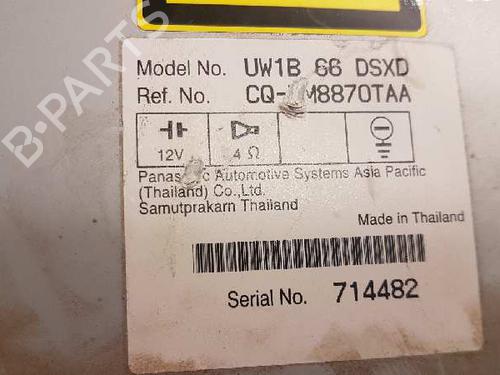 Model No. UW1B 66 DSXD
Ref. No.
12V 4 Ω
Automotive Systems Asia Pacific
(Thailand) Co., Ltd.
Samutprakarn Thailand
Made in Thailand
Serial No. 714482
B-PARTS